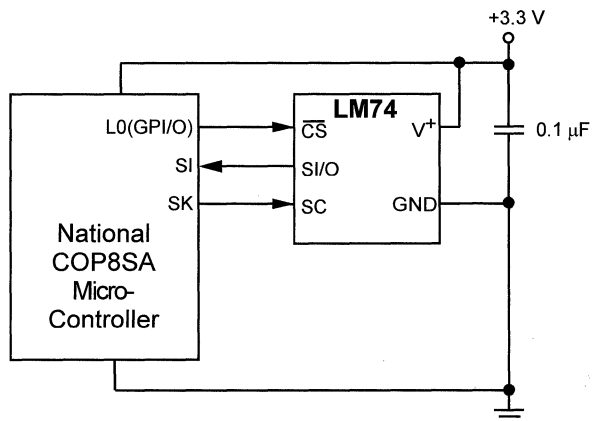 +3.3 V
LM74
L0(GPI/O)
CS
V+
0.1 µF
SI
SI/O
SK
SC
GND
National
COP8SA
Micro-
Controller